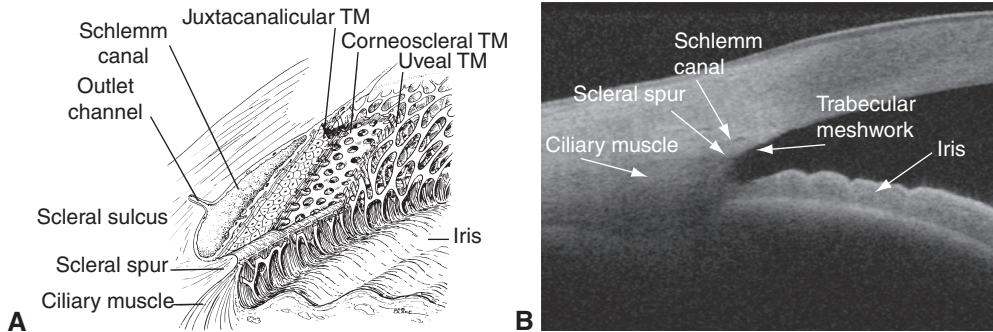 Juxtacanalicular TM
Schlemm
canal
Corneoscleral TM
Uveal TM
Outlet
channel
Scleral sulcus
Scleral spur
Ciliary muscle
Iris
A
Schlemm
canal
Scleral spur
Trabecular
meshwork
Ciliary muscle
Iris
B